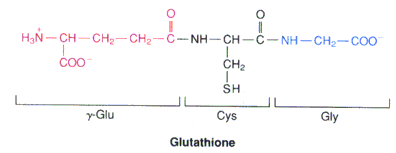 O O
H₃N⁺—CH—CH₂—CH₂—C—NH—CH—C—NH—CH₂—COO⁻
COO⁻ CH₂
SH
γ-Glu Cys Gly
Glutathione